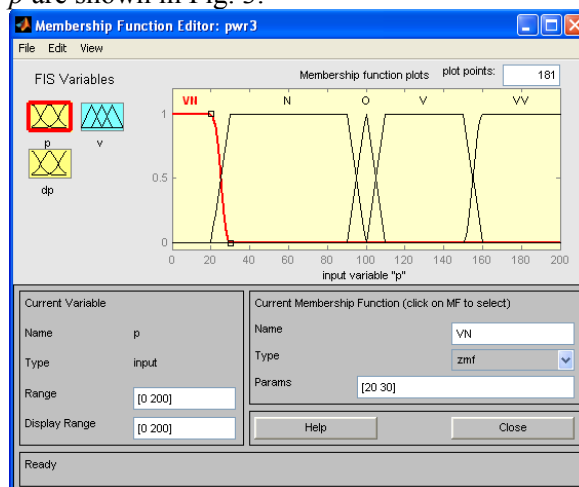 p are shown in Fig. 3.
Membership Function Editor: pwr3
File Edit View
FIS Variables
p
v
dp
Membership function plots
plot points:
181
VN N O V VV
1
0.5
0
0 20 40 60 80 100 120 140 160 180 200
input variable "p"
Current Variable
Name p
Type input
Range [0 200]
Display Range [0 200]
Current Membership Function (click on MF to select)
Name VN
Type zmf
Params [20 30]
Help
Close
Ready